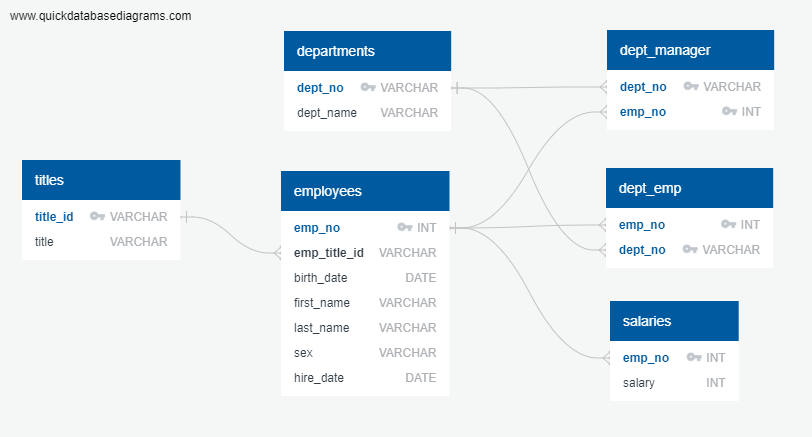 www.quickdatabasediagrams.com
departments
dept_no VARCHAR
dept_name VARCHAR
dept_manager
dept_no VARCHAR
emp_no INT
titles
title_id VARCHAR
title VARCHAR
employees
emp_no INT
emp_title_id VARCHAR
birth_date DATE
first_name VARCHAR
last_name VARCHAR
sex VARCHAR
hire_date DATE
dept_emp
emp_no INT
dept_no VARCHAR
salaries
emp_no INT
salary INT